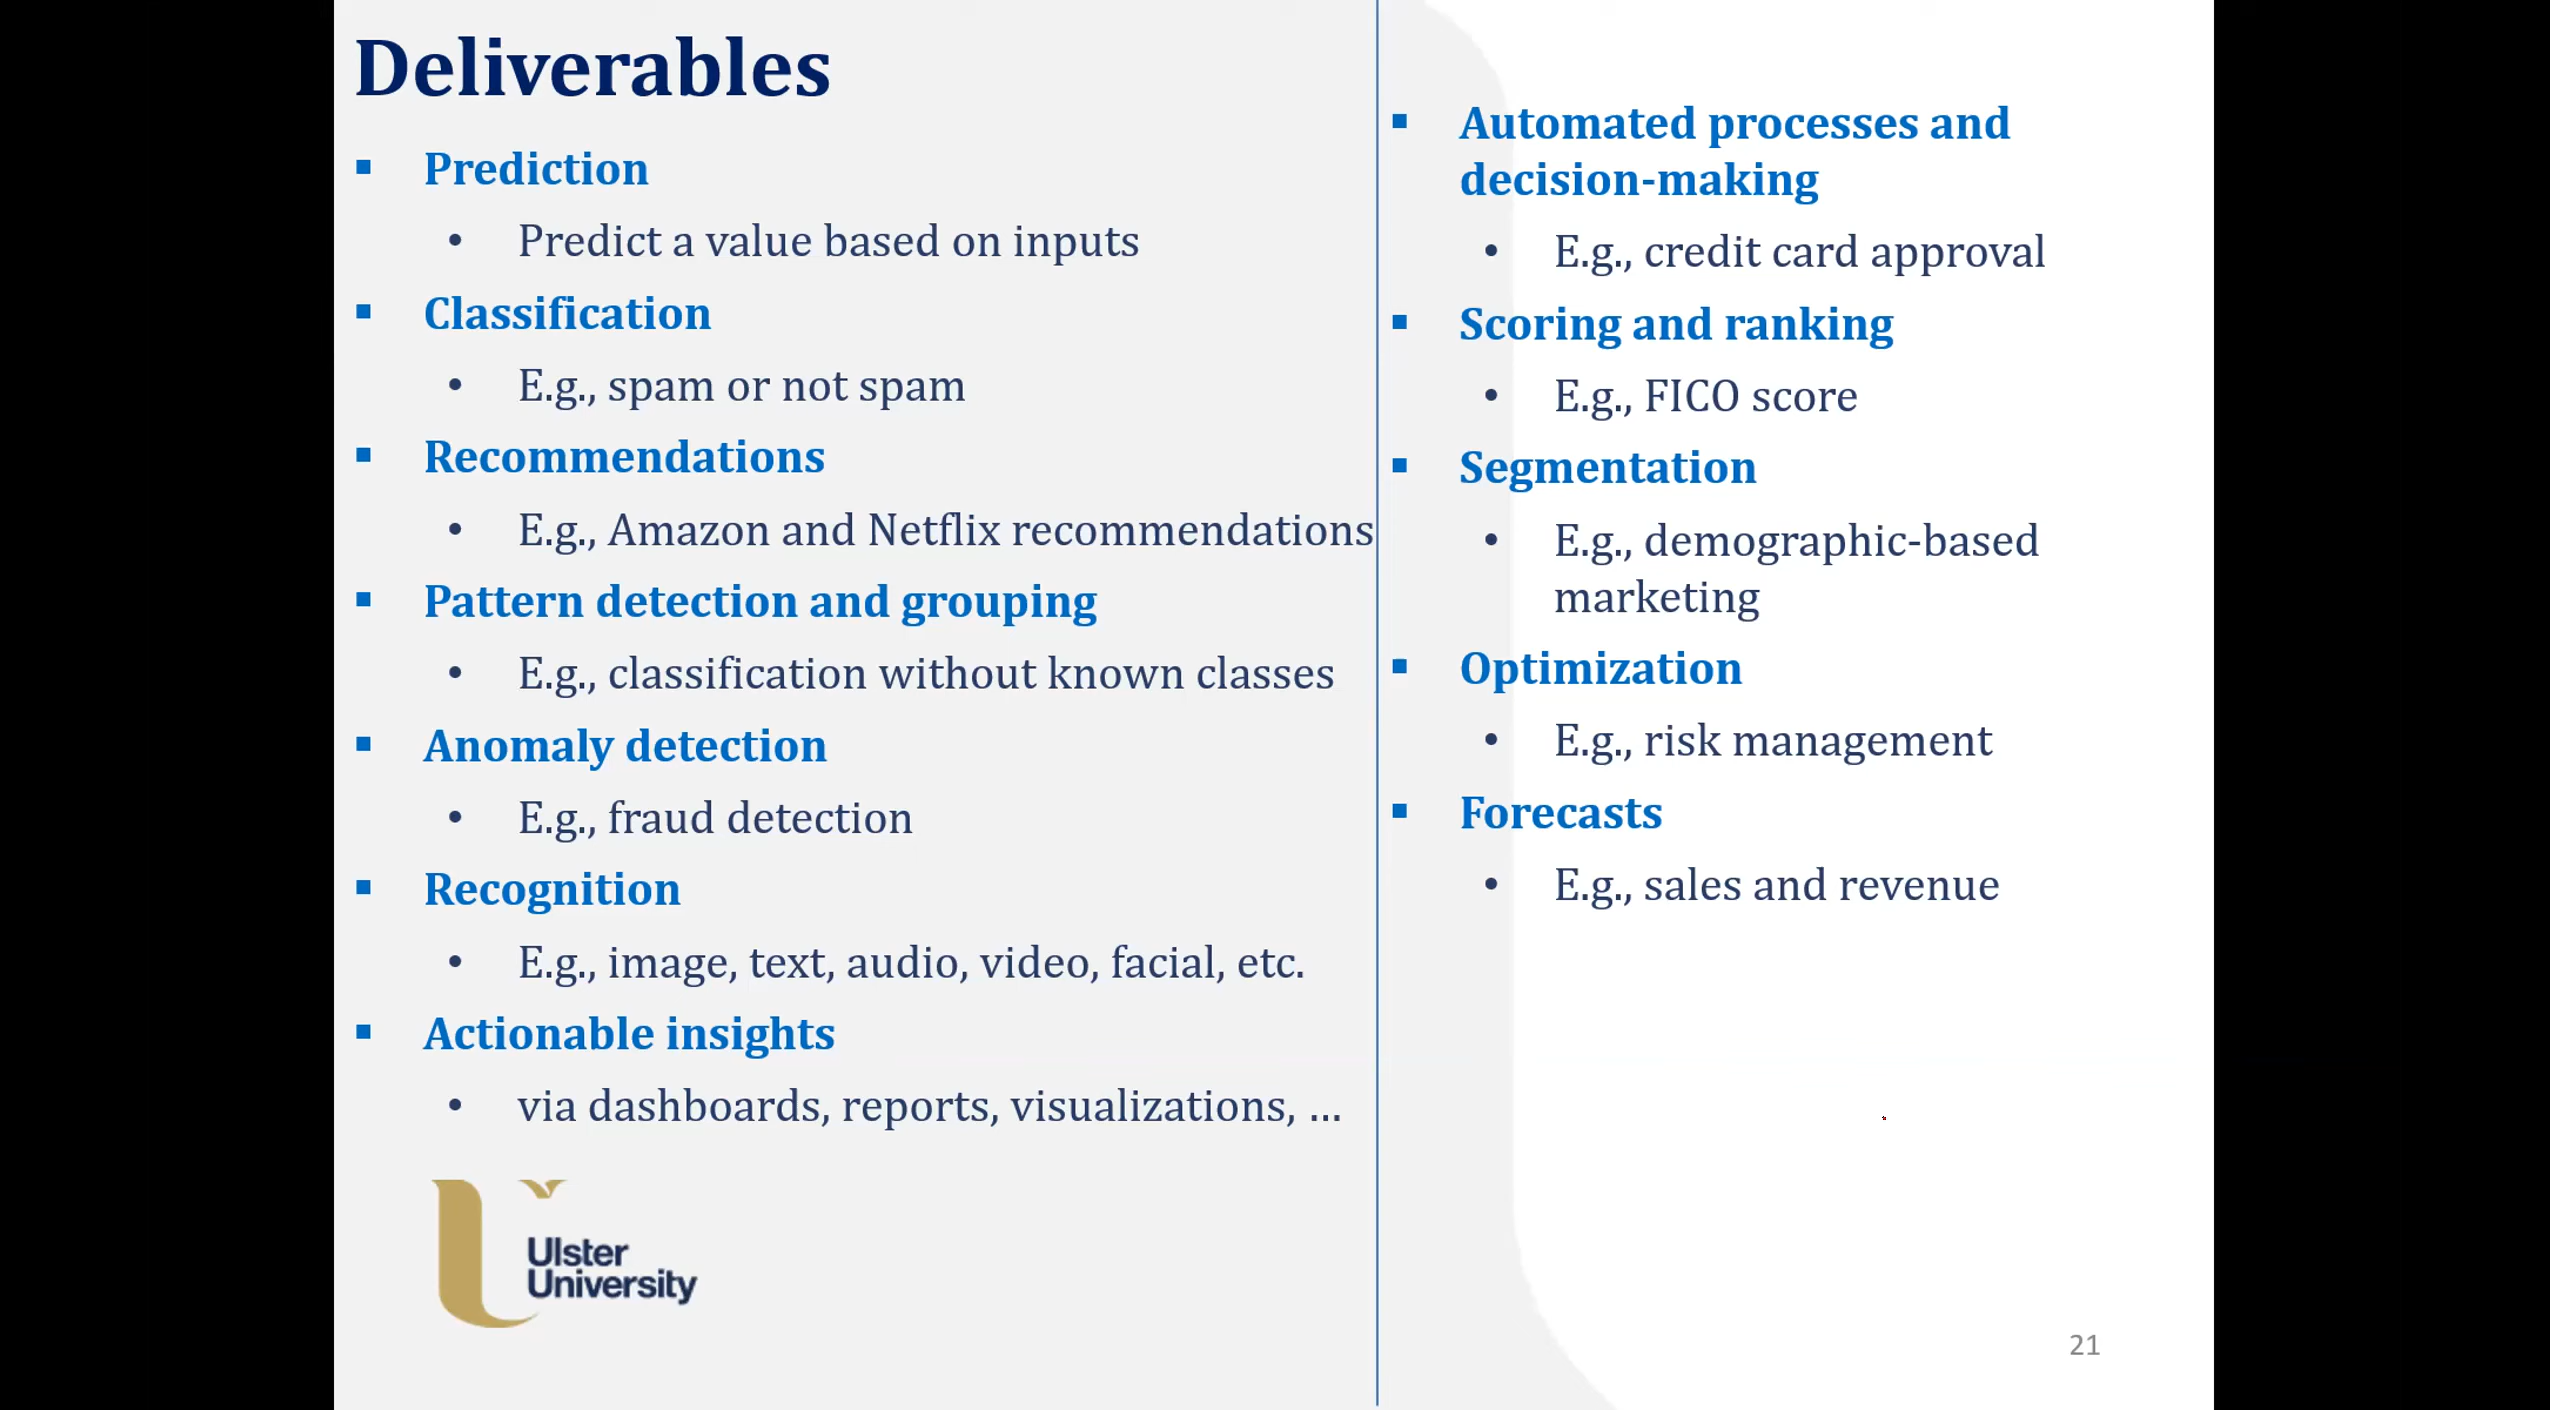 Deliverables
Prediction
Predict a value based on inputs
Classification
E.g., spam or not spam
Recommendations
E.g., Amazon and Netflix recommendations
Pattern detection and grouping
E.g., classification without known classes
Anomaly detection
E.g., fraud detection
Recognition
E.g., image, text, audio, video, facial, etc.
Actionable insights
via dashboards, reports, visualizations, ...
Automated processes and
decision-making
E.g., credit card approval
Scoring and ranking
E.g., FICO score
Segmentation
E.g., demographic-based
marketing
Optimization
E.g., risk management
Forecasts
E.g., sales and revenue
Ulster
University
21